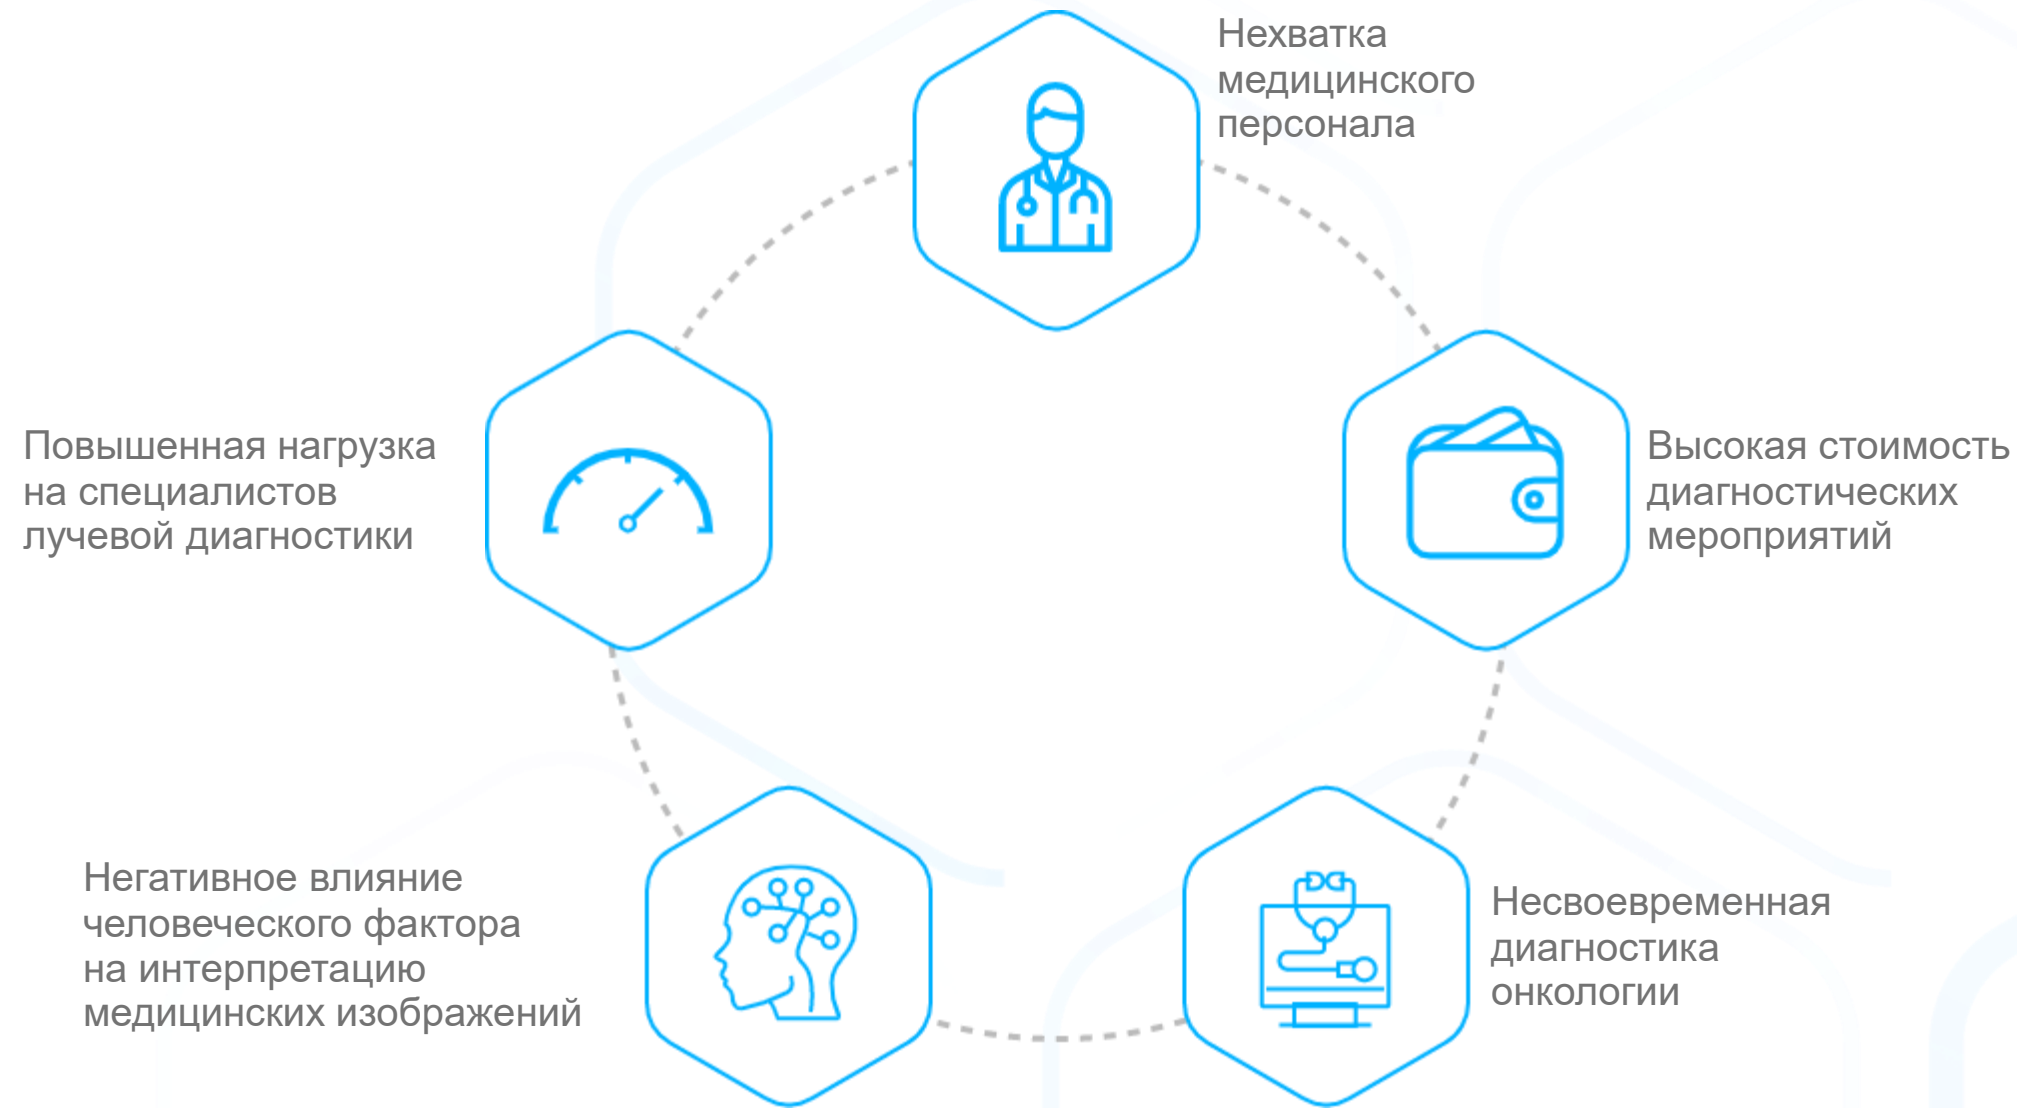 Нехватка
медицинского
персонала
Повышенная нагрузка
на специалистов
лучевой диагностики
Высокая стоимость
диагностических
мероприятий
Негативное влияние
человеческого фактора
на интерпретацию
медицинских изображений
Несвоевременная
диагностика
онкологии